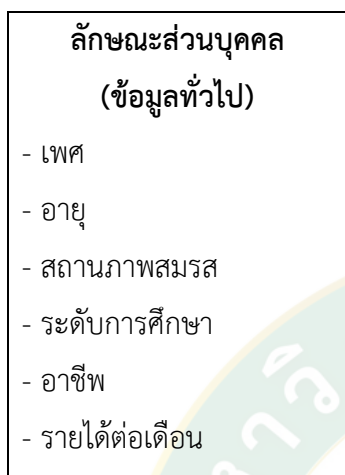 ลักษณะส่วนบุคคล
(ข้อมูลทั่วไป)
- เพศ
- อายุ
- สถานภาพสมรส
- ระดับการศึกษา
- อาชีพ
- รายได้ต่อเดือน